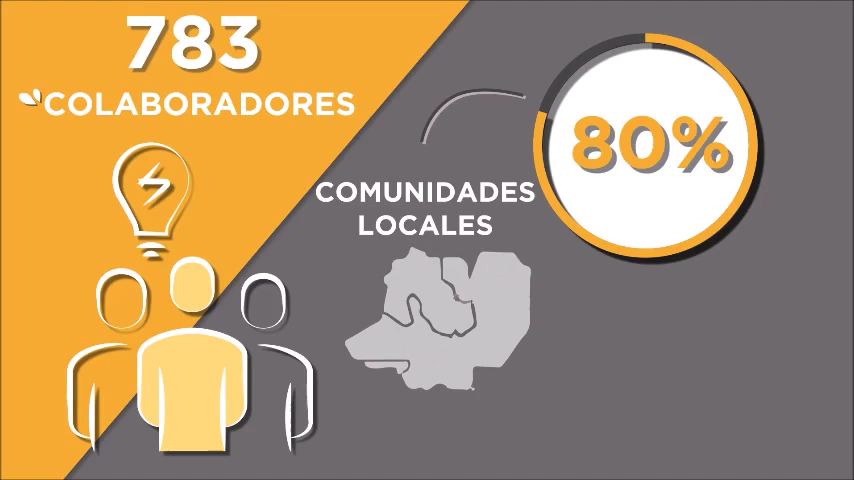 783
COLABORADORES
80%
COMUNIDADES
LOCALES